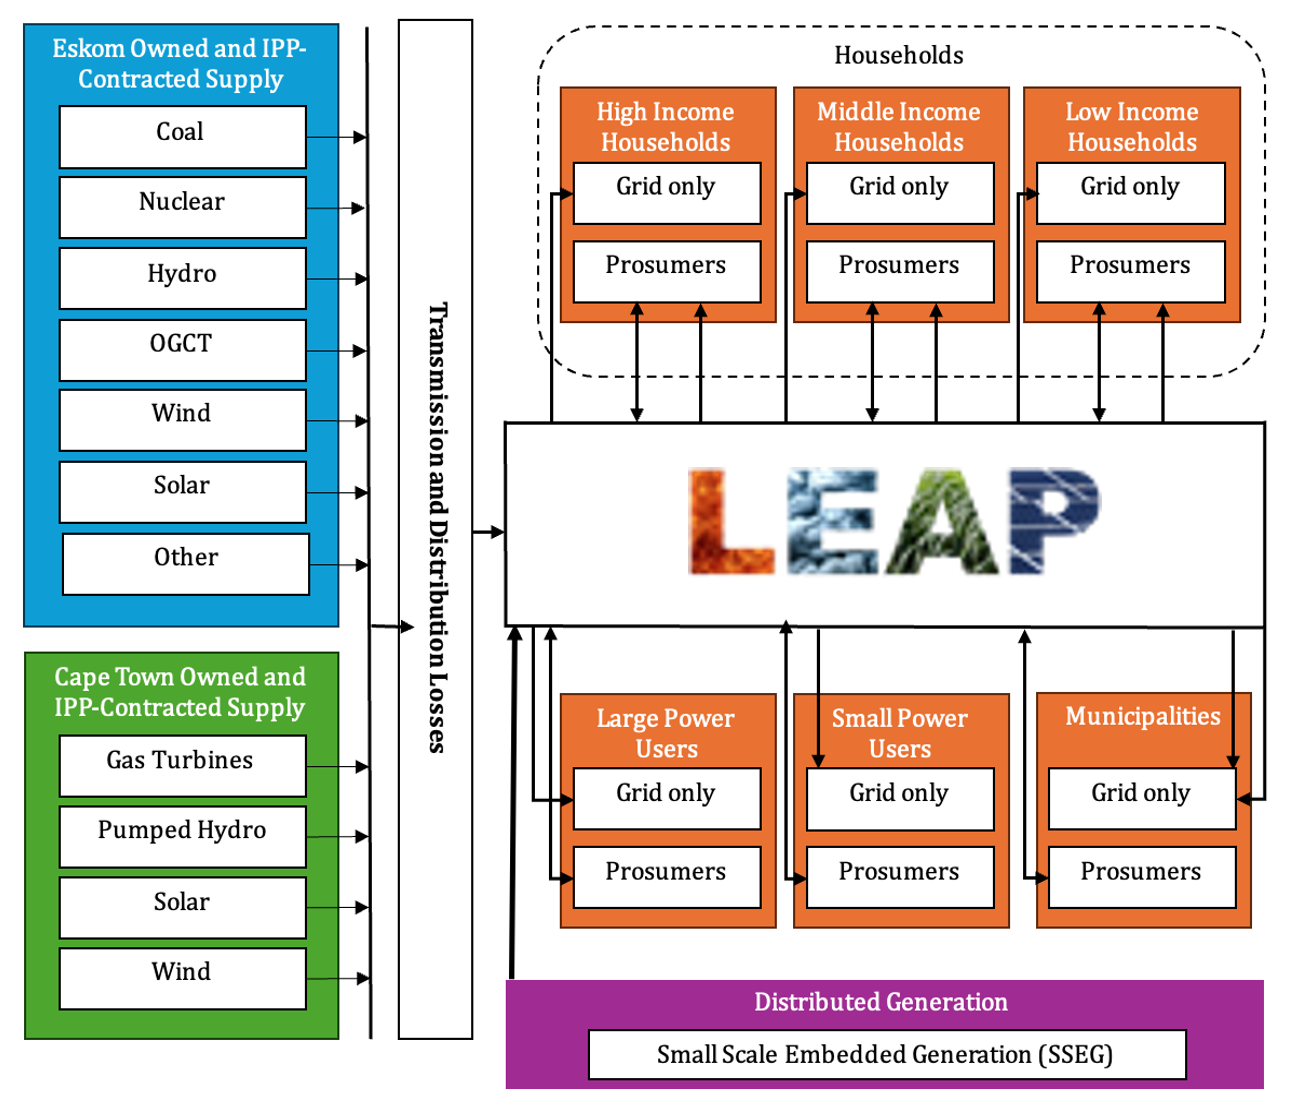 Eskom Owned and IPP-
Contracted Supply
Coal
Nuclear
Hydro
OGCT
Wind
Solar
Other
Cape Town Owned and
IPP-Contracted Supply
Gas Turbines
Pumped Hydro
Solar
Wind
Transmission and Distribution Losses
Households
High Income
Households
Grid only
Prosumers
Middle Income
Households
Grid only
Prosumers
Low Income
Households
Grid only
Prosumers
LEAP
Large Power
Users
Grid only
Prosumers
Small Power
Users
Grid only
Prosumers
Municipalities
Grid only
Prosumers
Distributed Generation
Small Scale Embedded Generation (SSEG)